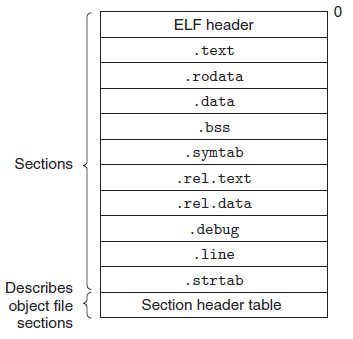 0
ELF header
.text
.rodata
.data
.bss
.symtab
.rel.text
.rel.data
.debug
.line
.strtab
Section header table
Sections
Describes
object file
sections